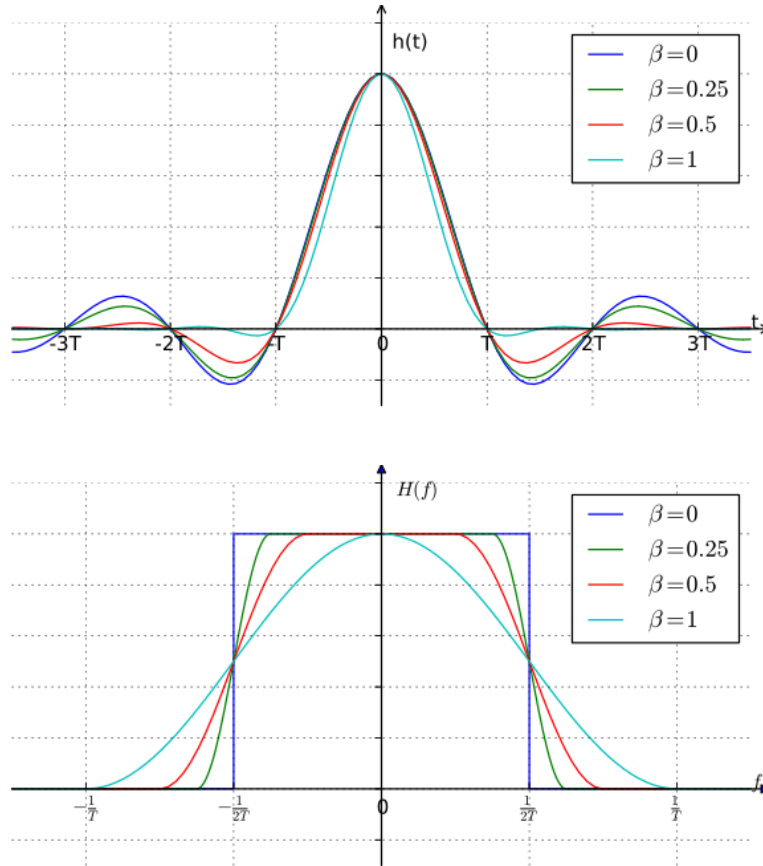 h(t)
β=0
β=0.25
β=0.5
β=1
t
-3T -2T -T 0 T 2T 3T
H(f)
β=0
β=0.25
β=0.5
β=1
f
-1/T -1/2T 0 1/2T 1/T